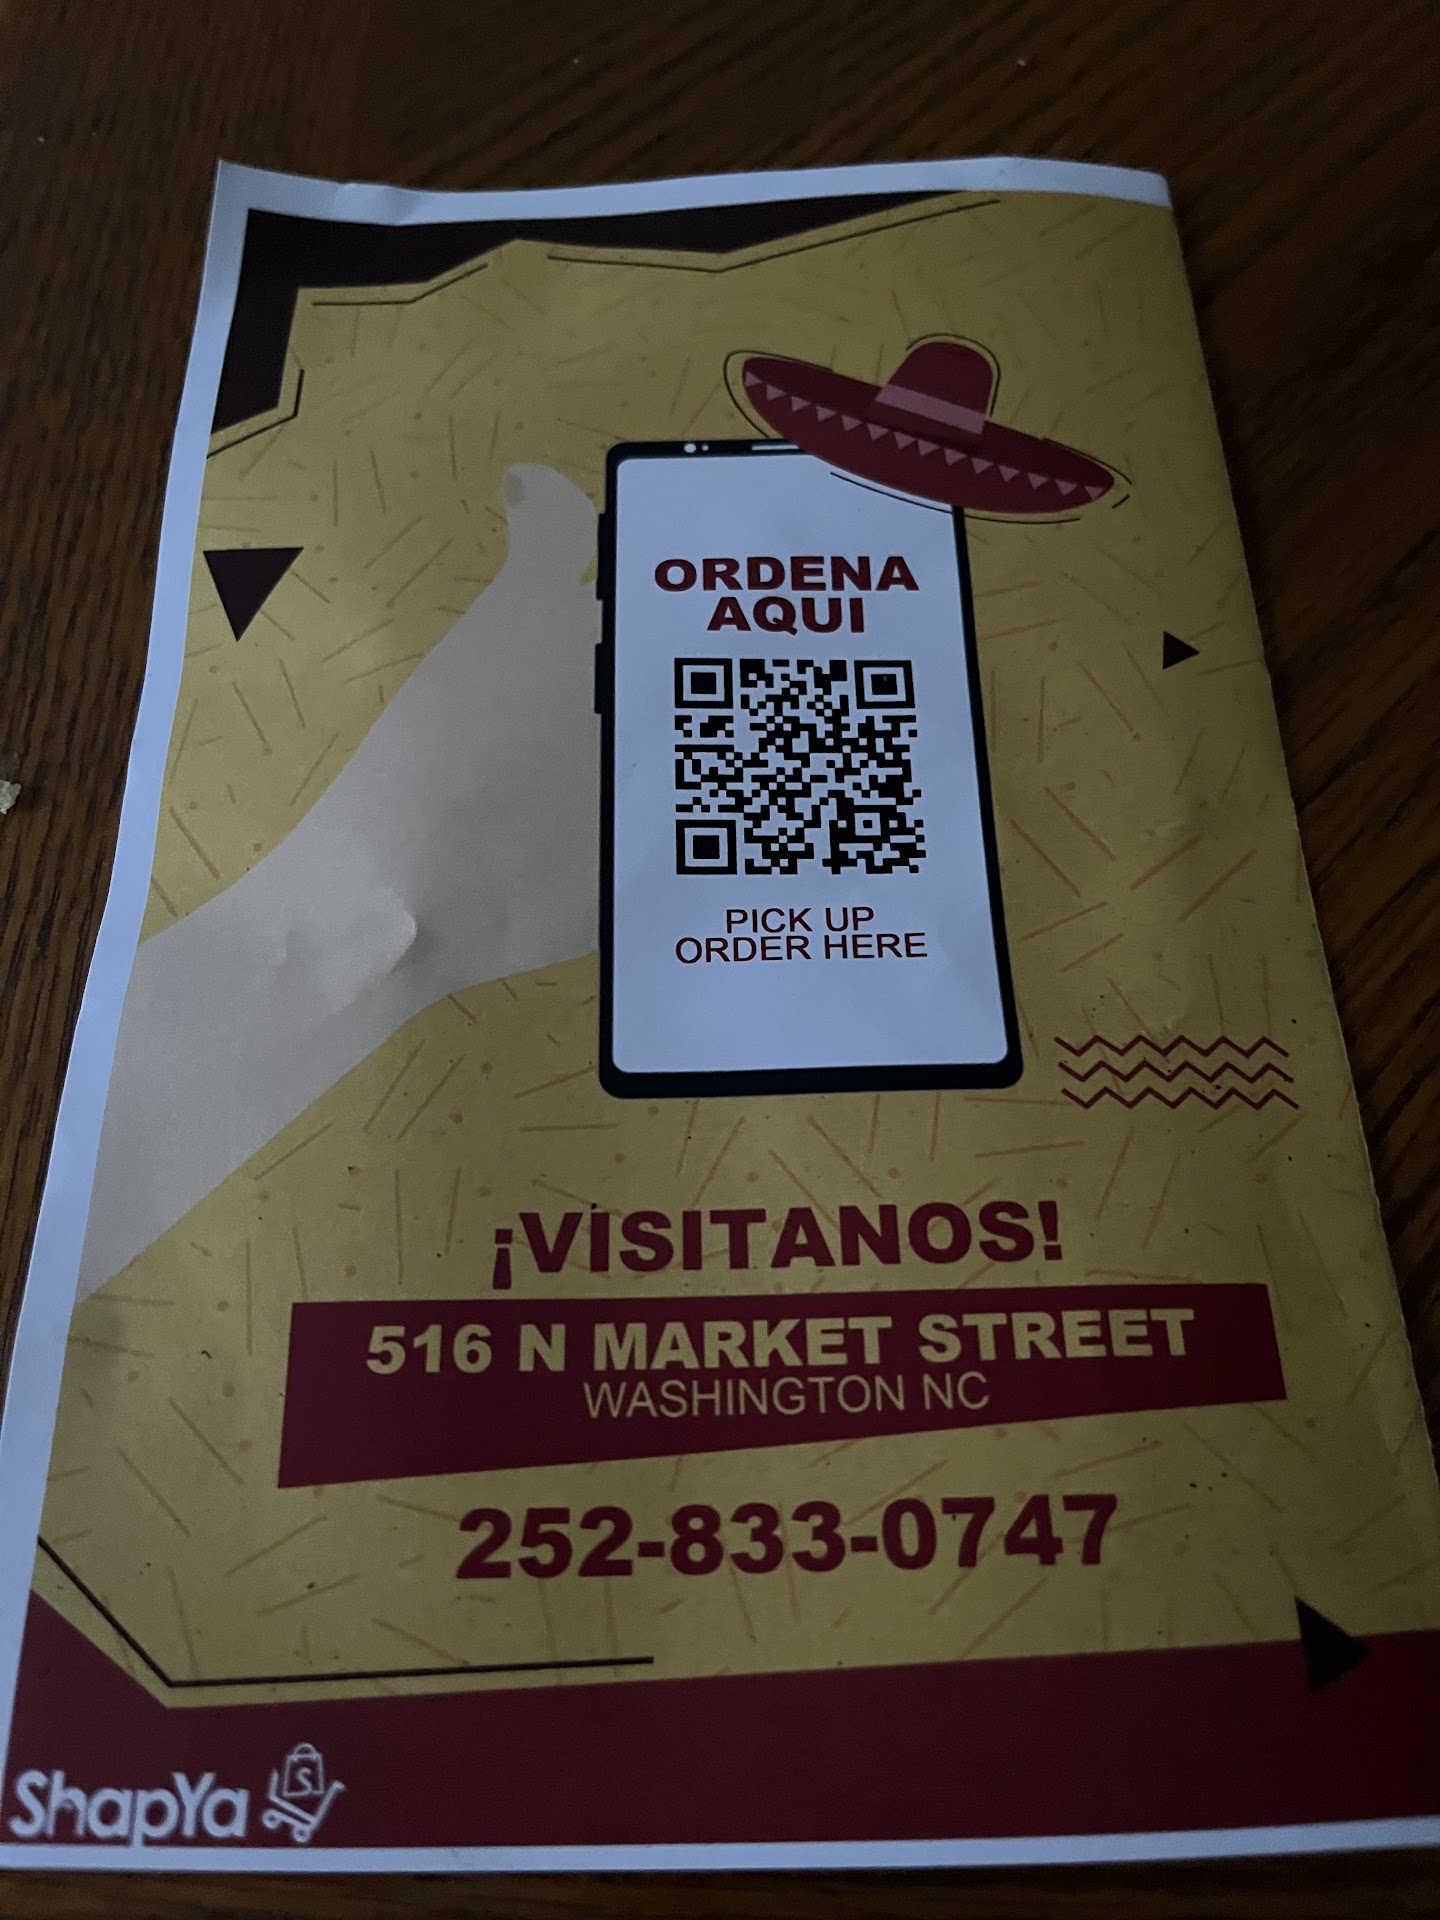 ORDENA
AQUI
PICK UP
ORDER HERE
¡VISITANOS!
516 N MARKET STREET
WASHINGTON NC
252-833-0747
ShapYa
S